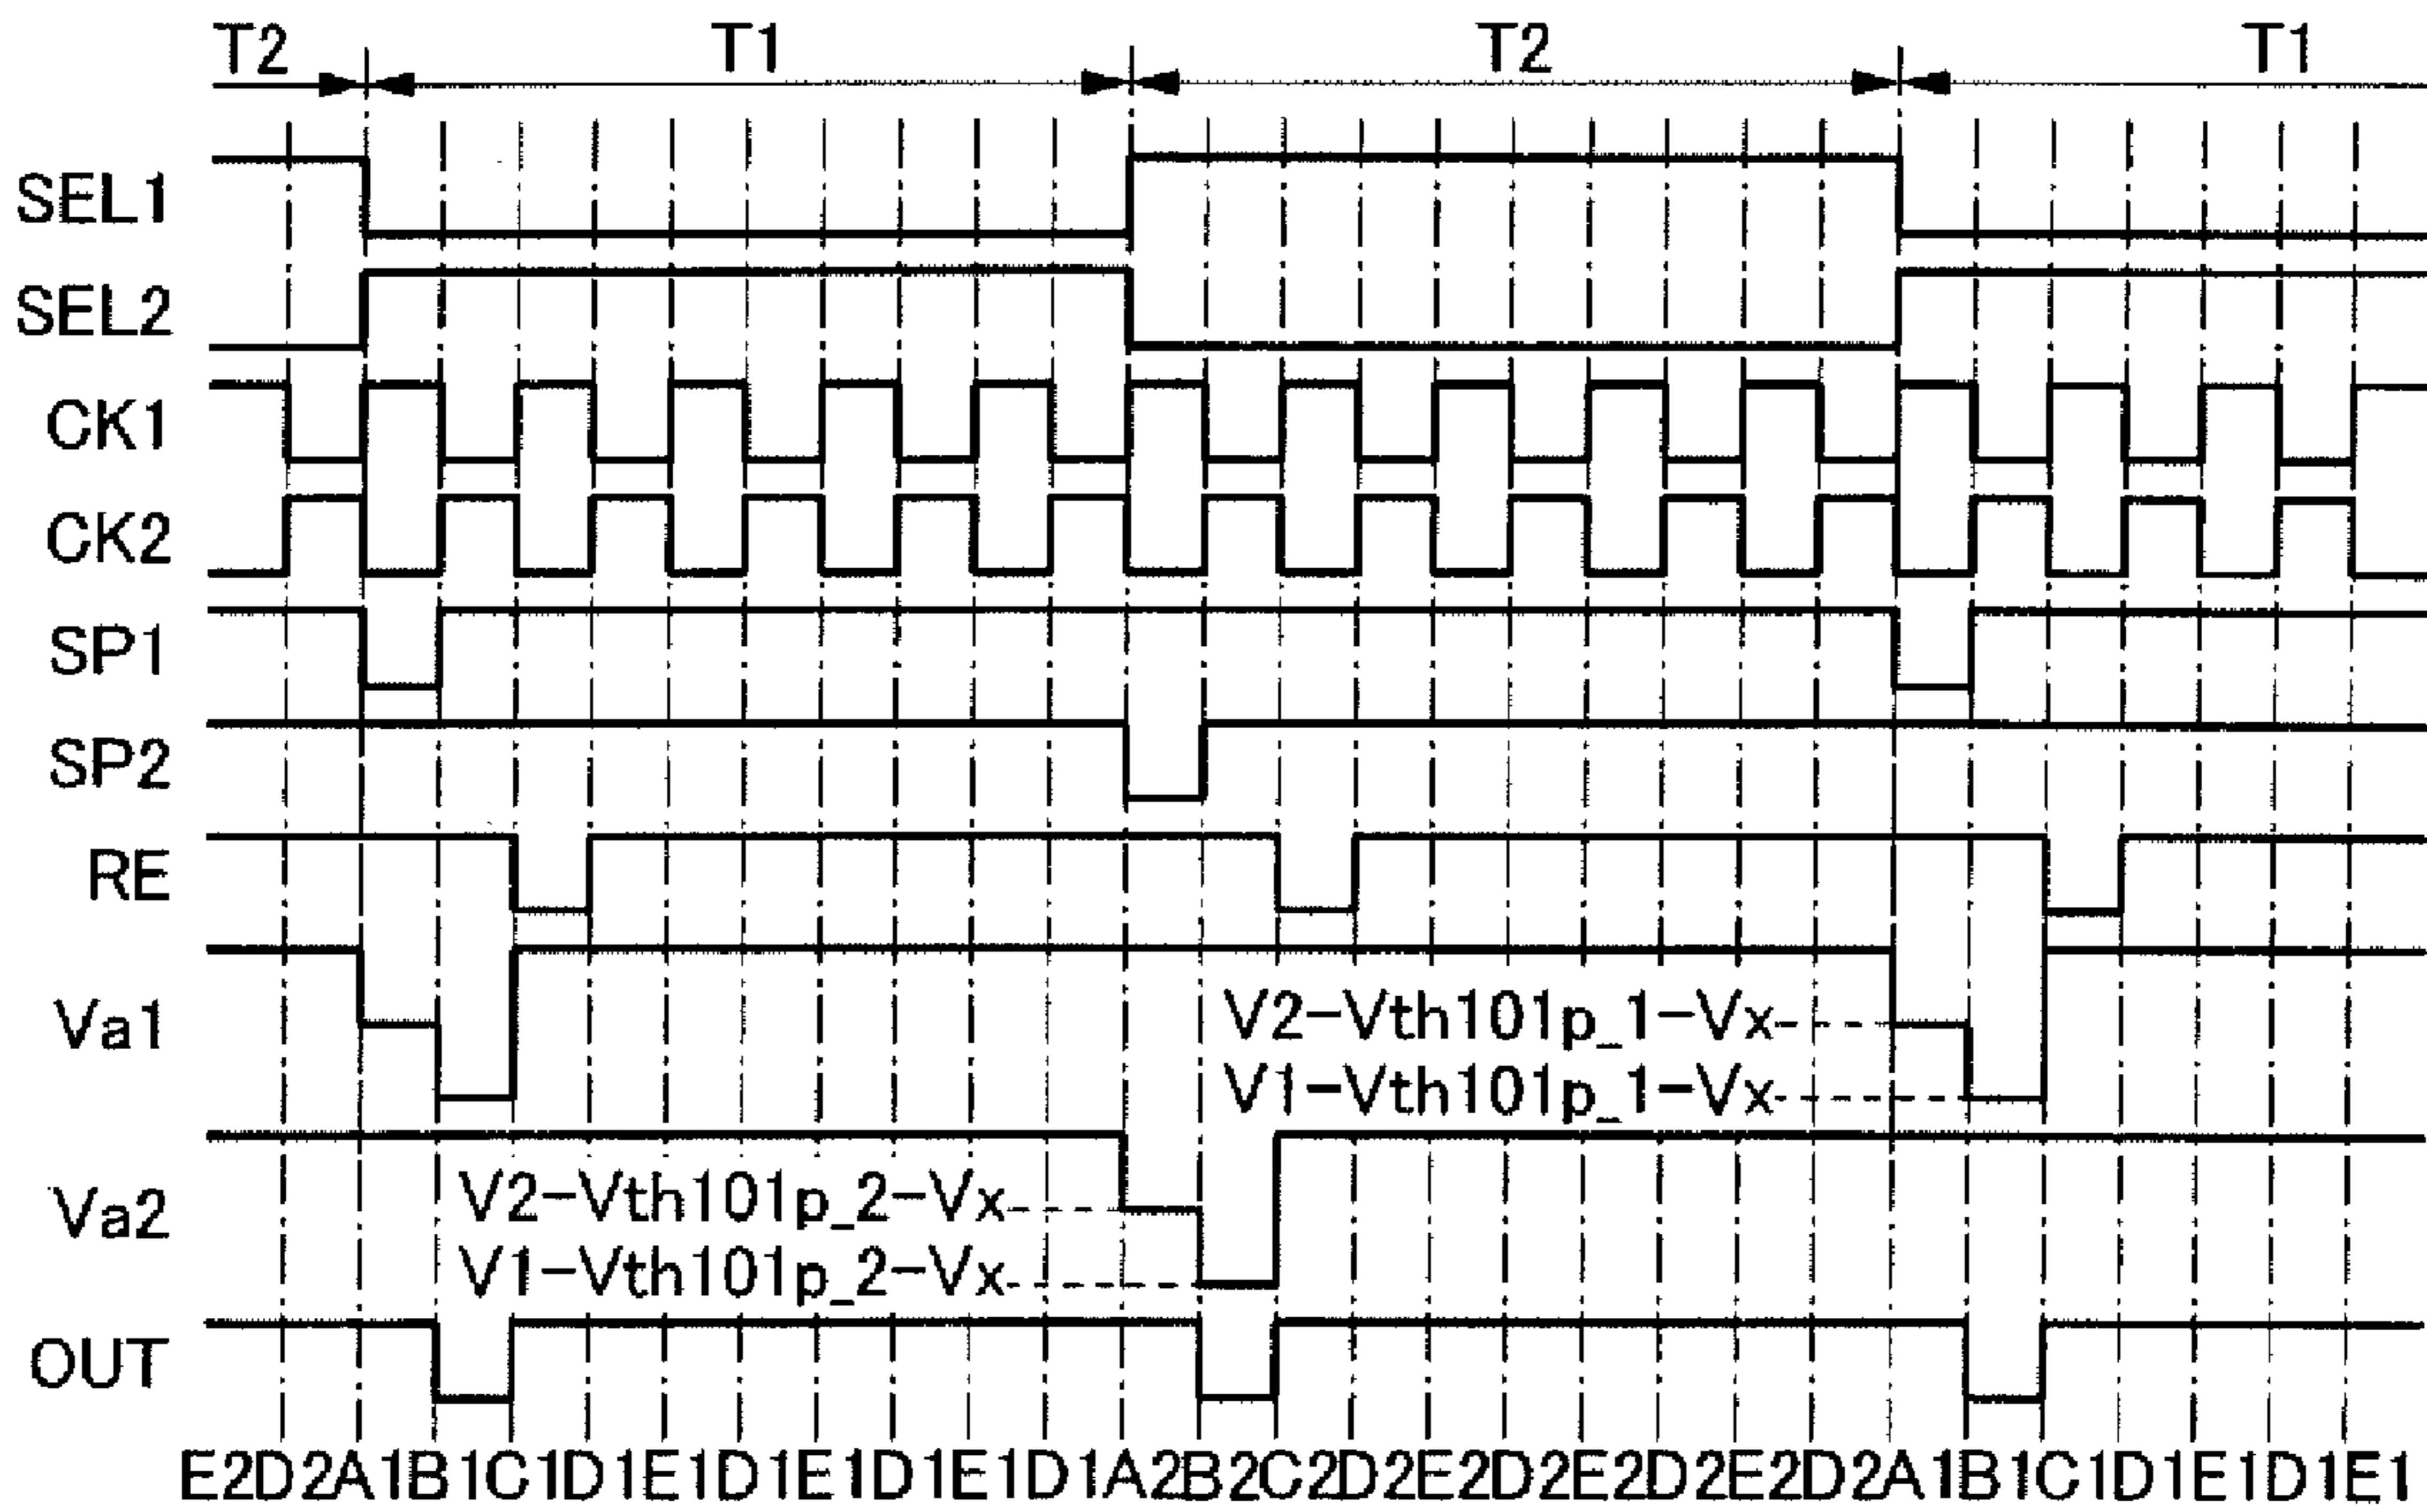 T2 T1 T2 T1
SEL1
SEL2
CK1
CK2
SP1
SP2
RE
Va1
V2-Vth101p_1-Vx
V1-Vth101p_1-Vx
Va2
V2-Vth101p_2-Vx
V1-Vth101p_2-Vx
OUT
E2D2A1B1C1D1E1D1E1D1E1D1A2B2C2D2E2D2E2D2E2D2A1B1C1D1E1D1E1